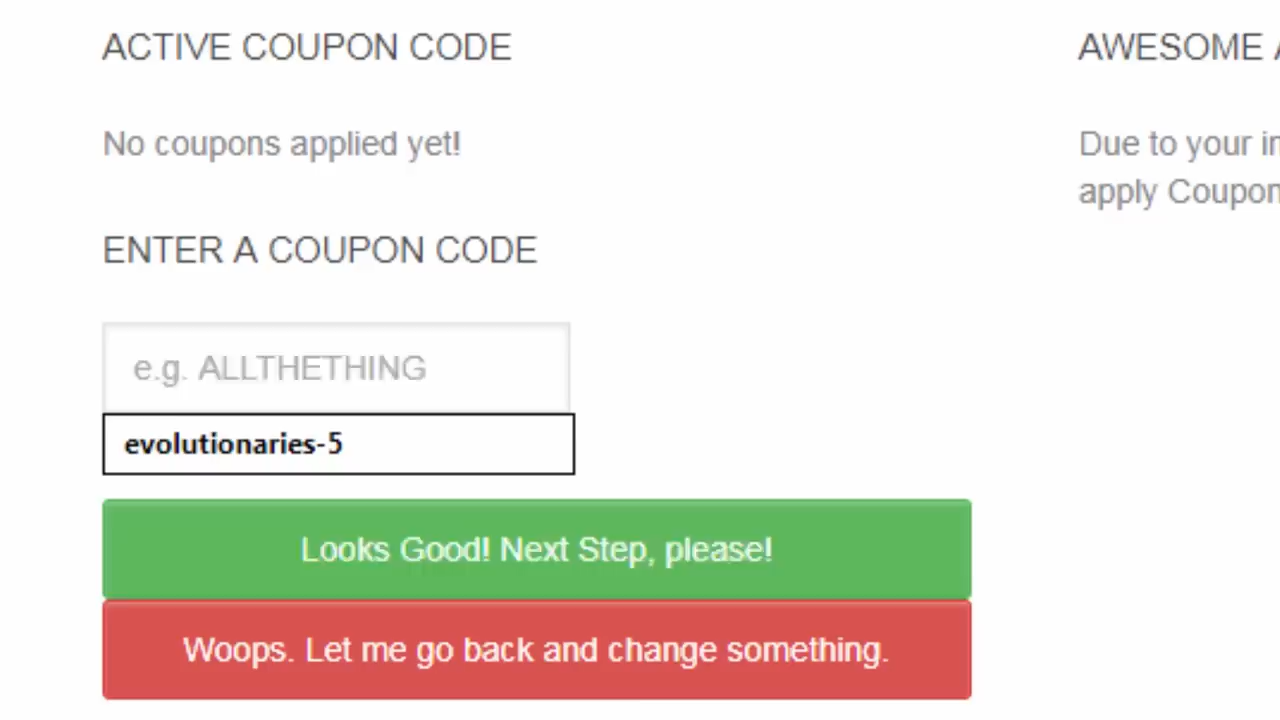 ACTIVE COUPON CODE
No coupons applied yet!
ENTER A COUPON CODE
e.g. ALLTHETHING
evolutionaries-5
Looks Good! Next Step, please!
Woops. Let me go back and change something.
AWESOME
Due to your
apply Coupon